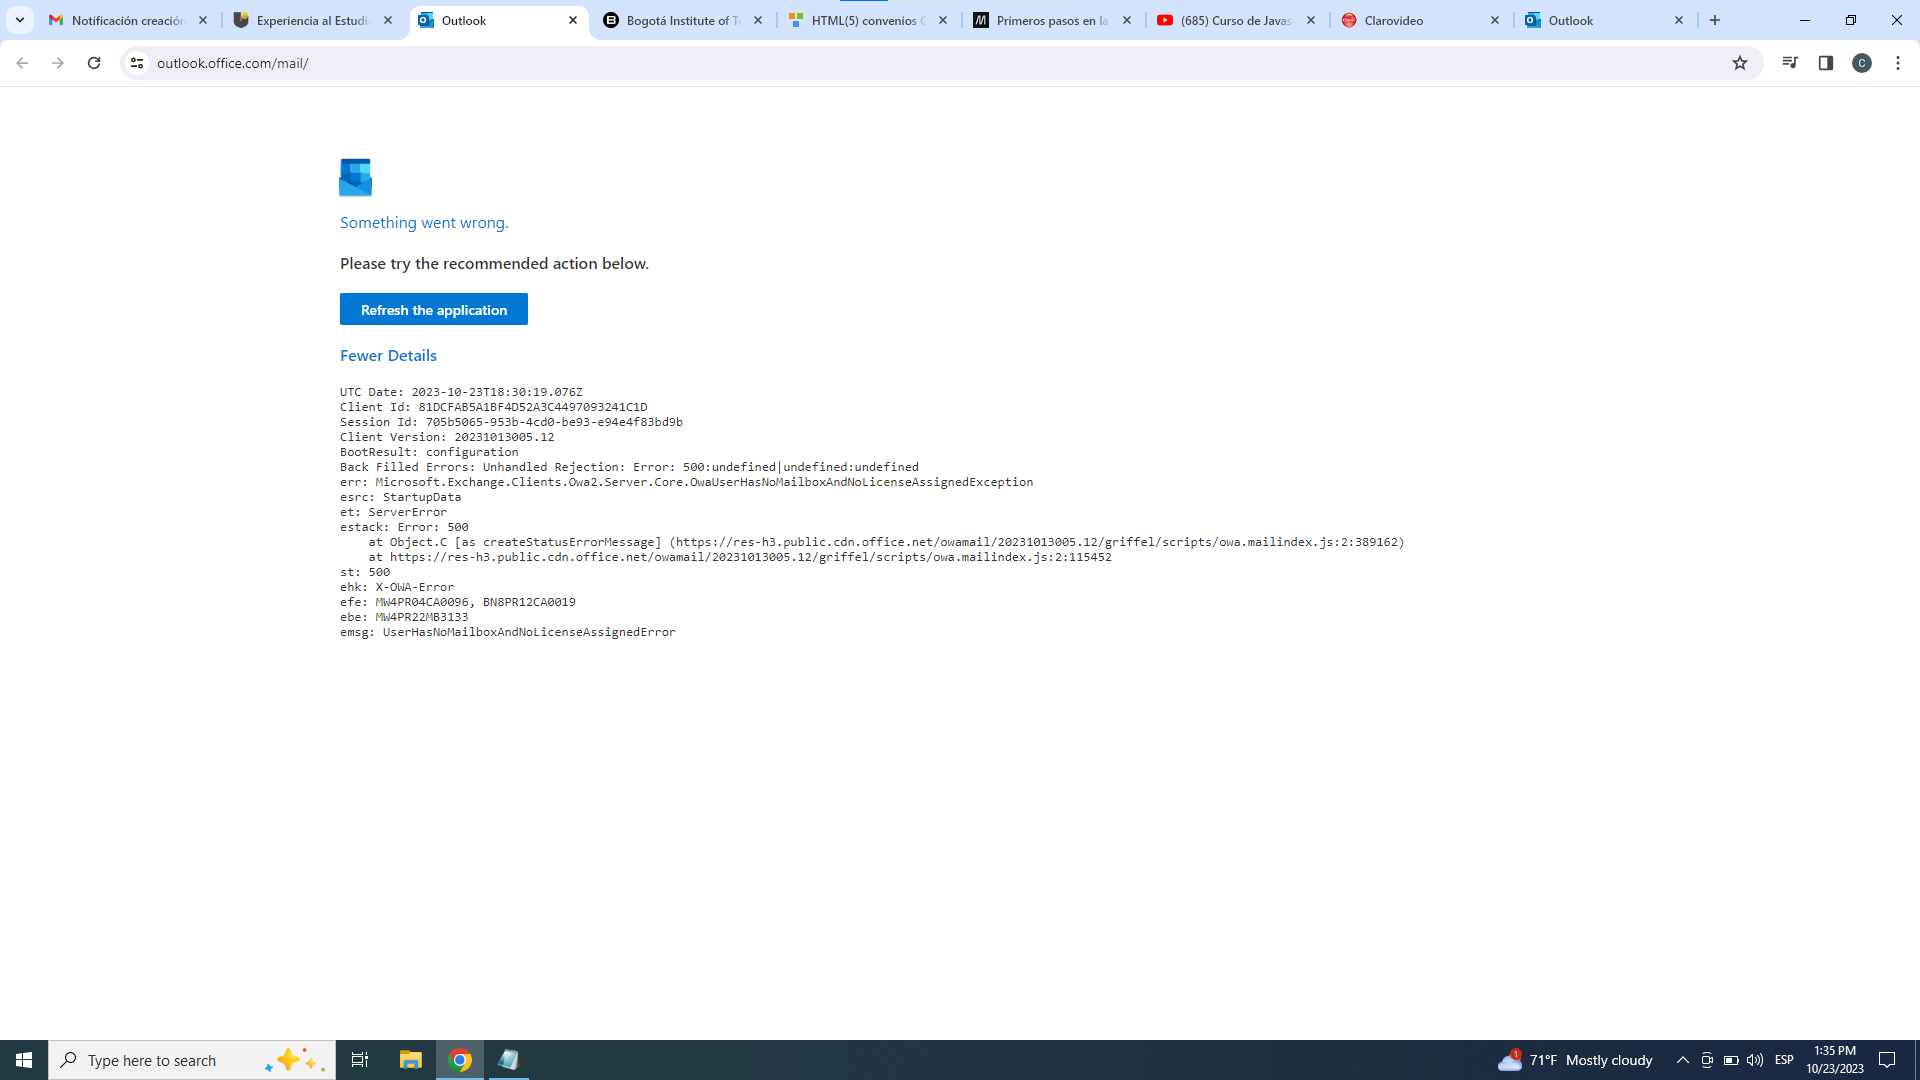 Notificación creación
Experiencia al Estudi
Outlook
Bogotá Institute of T
HTML(5) convenios
Primeros pasos en la
(685) Curso de Javas
Clarovideo
Outlook
outlook.office.com/mail/
C
Something went wrong.
Please try the recommended action below.
Refresh the application
Fewer Details
UTC Date: 2023-10-23T18:30:19.076Z
Client Id: 81DCFAB5A1BF4D52A3C4497093241C1D
Session Id: 705b5065-953b-4cd0-be93-e94e4f83bd9b
Client Version: 20231013005.12
BootResult: configuration
Back Filled Errors: Unhandled Rejection: Error: 500:undefined|undefined:undefined
err: Microsoft.Exchange.Clients.Owa2.Server.Core.OwaUserHasNoMailboxAndNoLicenseAssignedException
esrc: StartupData
et: ServerError
estack: Error: 500
at Object.C [as createStatusErrorMessage] (https://res-h3.public.cdn.office.net/owamail/20231013005.12/griffel/scripts/owa.mailindex.js:2:389162)
at https://res-h3.public.cdn.office.net/owamail/20231013005.12/griffel/scripts/owa.mailindex.js:2:115452
st: 500
ehk: X-OWA-Error
efe: MW4PR04CA0096, BN8PR12CA0019
ebe: MW4PR22MB3133
emsg: UserHasNoMailboxAndNoLicenseAssignedError
Type here to search
1
71°F Mostly cloudy
ESP
1:35 PM
10/23/2023